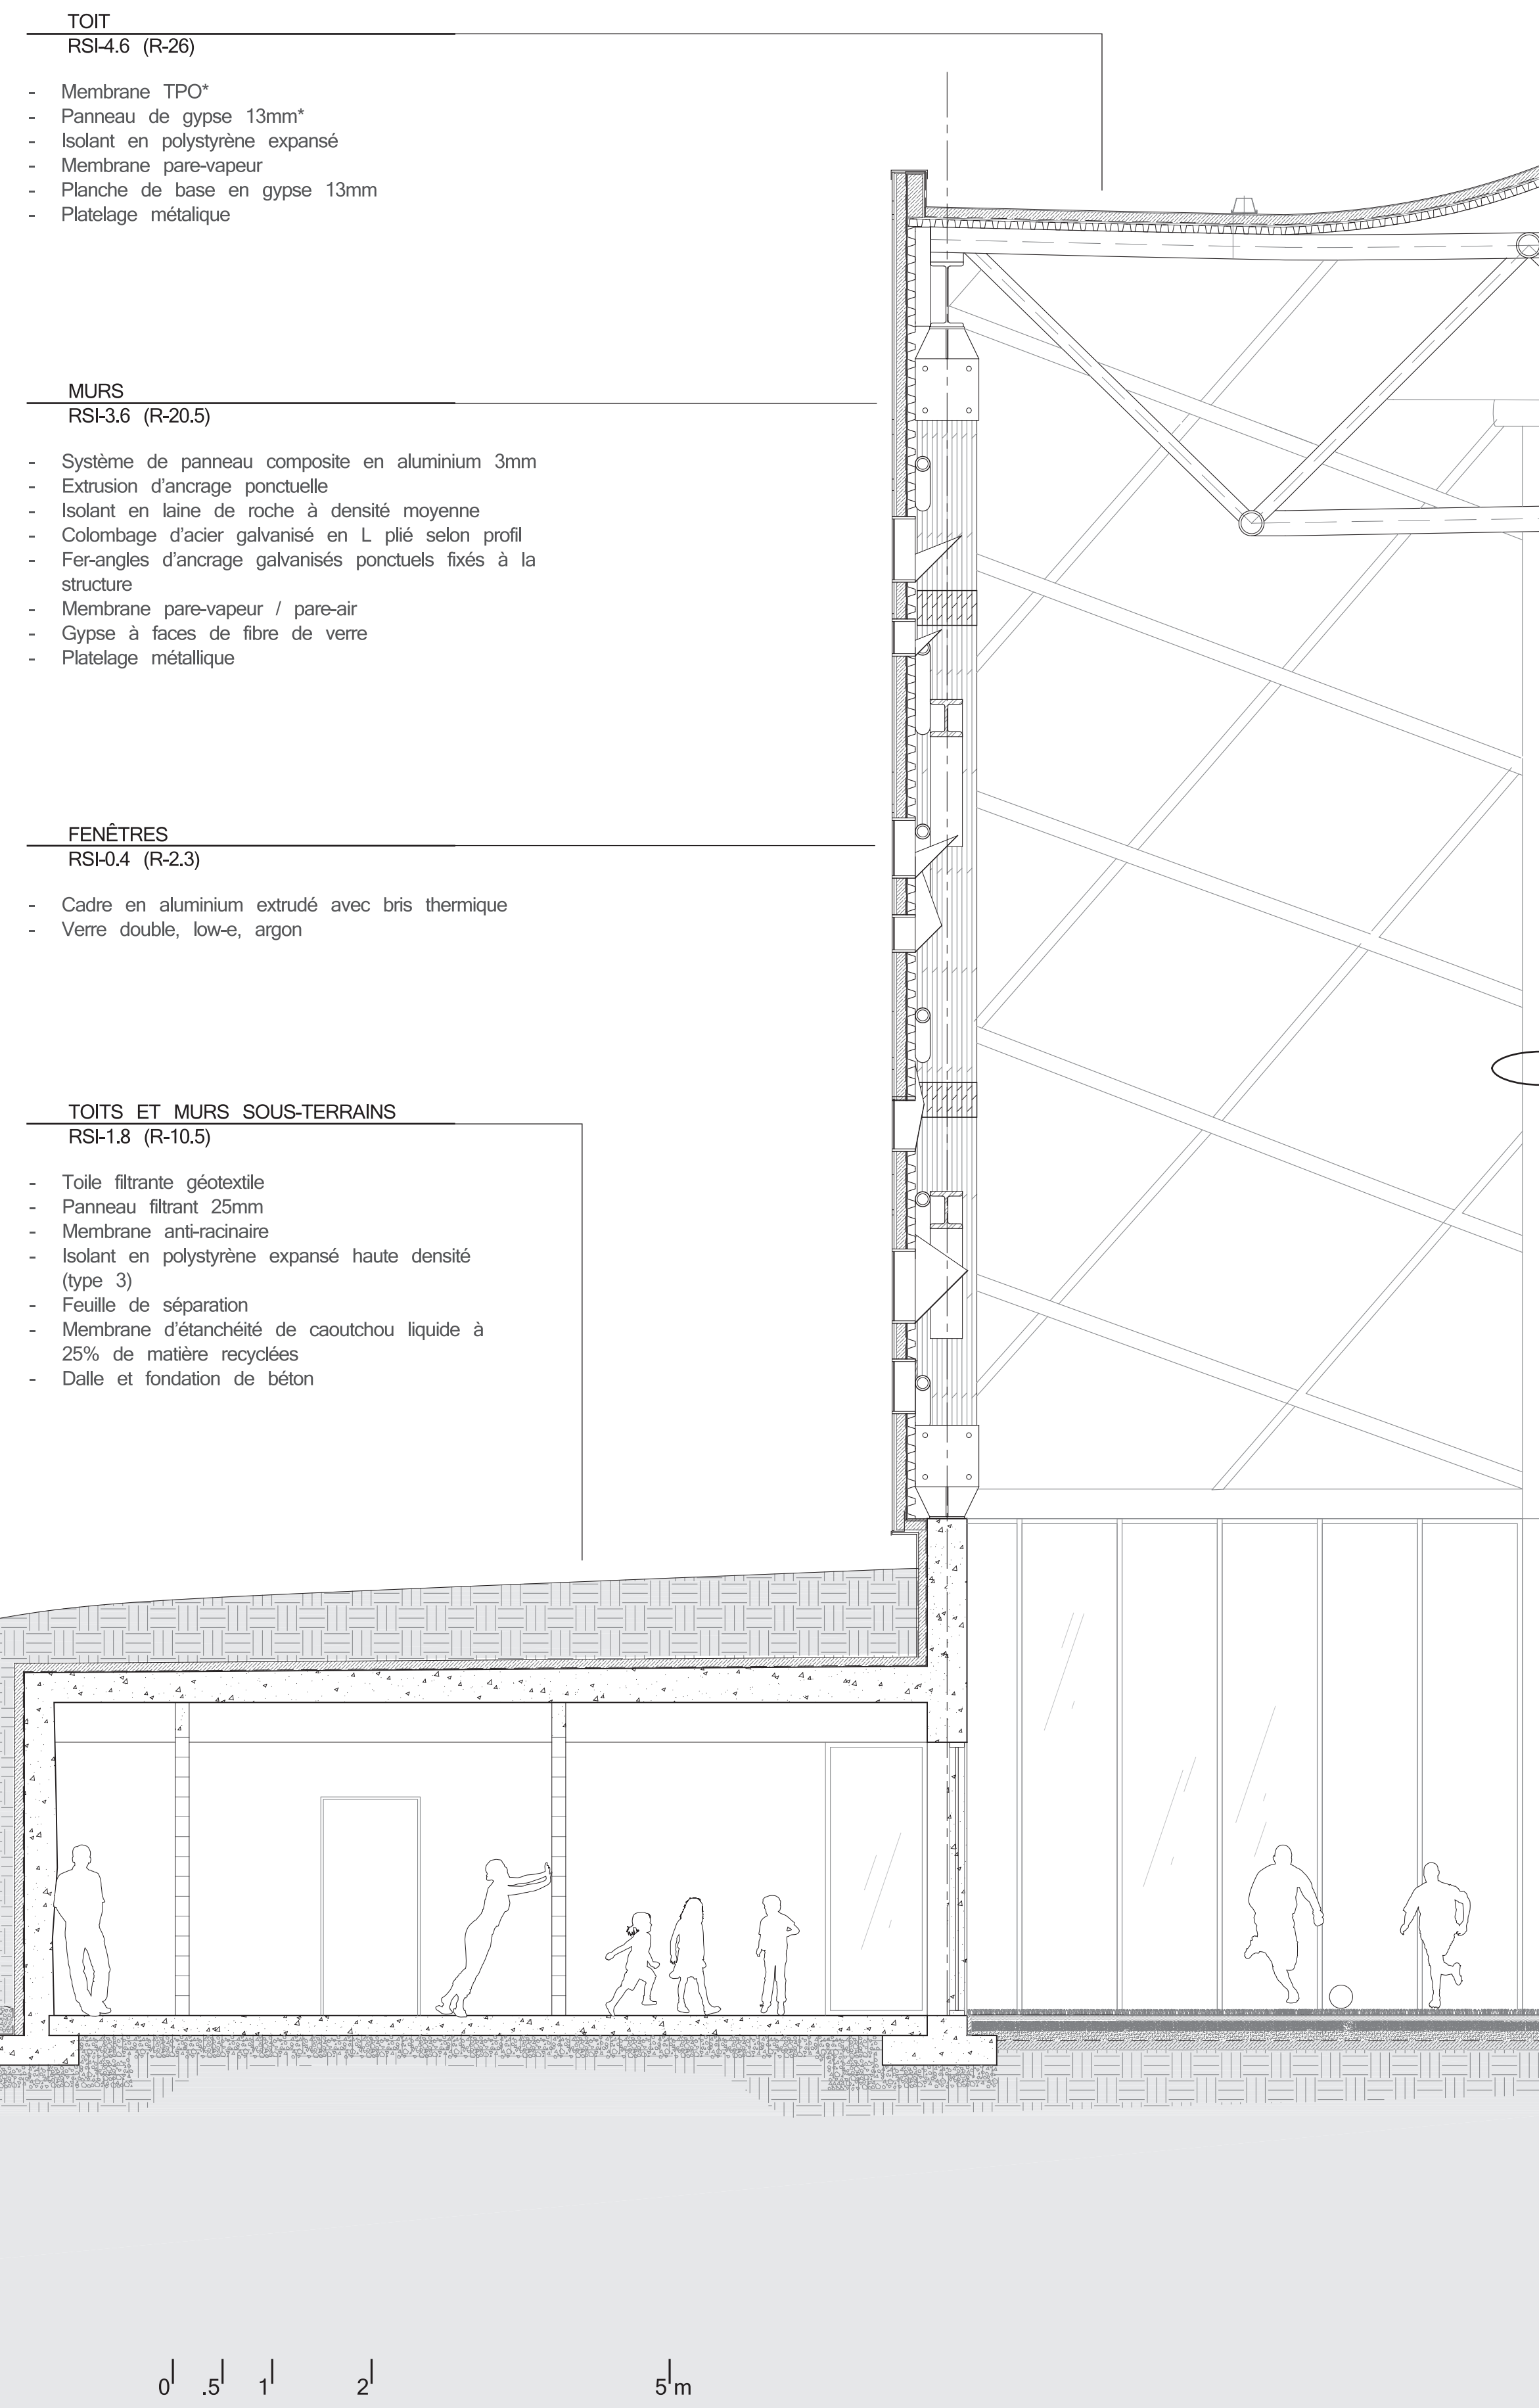 TOIT
RSI-4.6 (R-26)
- Membrane TPO*
- Panneau de gypse 13mm*
- Isolant en polystyrène expansé
- Membrane pare-vapeur
- Planche de base en gypse 13mm
- Platelage métalique
MURS
RSI-3.6 (R-20.5)
- Système de panneau composite en aluminium 3mm
- Extrusion d'ancrage ponctuelle
- Isolant en laine de roche à densité moyenne
- Colombage d'acier galvanisé en L plié selon profil
- Fer-angles d'ancrage galvanisés ponctuels fixés à la
structure
- Membrane pare-vapeur / pare-air
- Gypse à faces de fibre de verre
- Platelage métallique
FENÊTRES
RSI-0.4 (R-2.3)
- Cadre en aluminium extrudé avec bris thermique
- Verre double, low-e, argon
TOITS ET MURS SOUS-TERRAINS
RSI-1.8 (R-10.5)
- Toile filtrante géotextile
- Panneau filtrant 25mm
- Membrane anti-racinaire
- Isolant en polystyrène expansé haute densité
(type 3)
- Feuille de séparation
- Membrane d'étanchéité de caoutchou liquide à
25% de matière recyclées
- Dalle et fondation de béton
0 .5 1 2 5 m